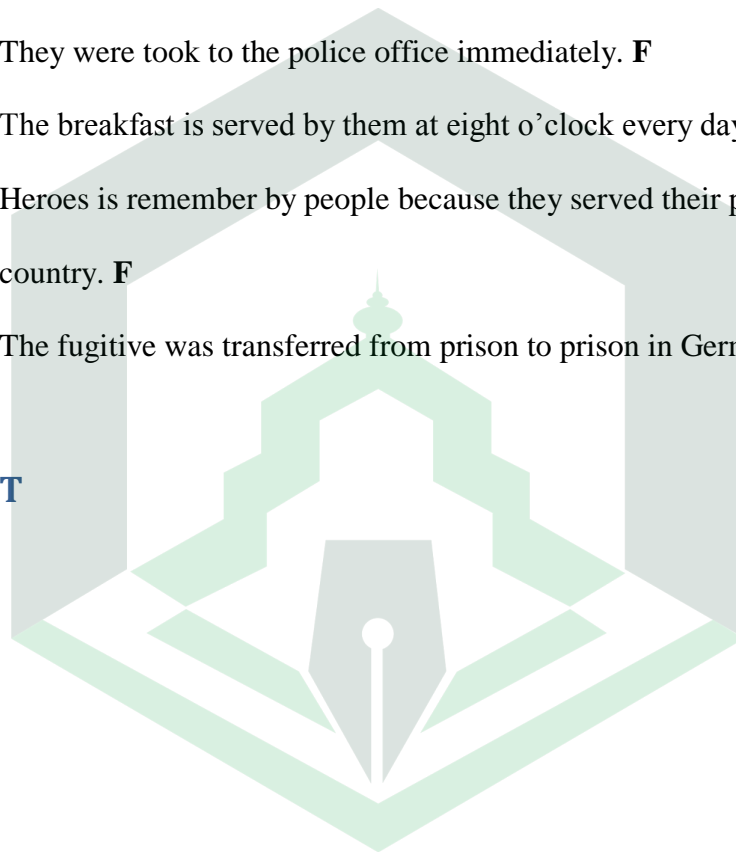 They were took to the police office immediately. F
The breakfast is served by them at eight o’clock every day
Heroes is remember by people because they served their
country. F
The fugitive was transferred from prison to prison in
T